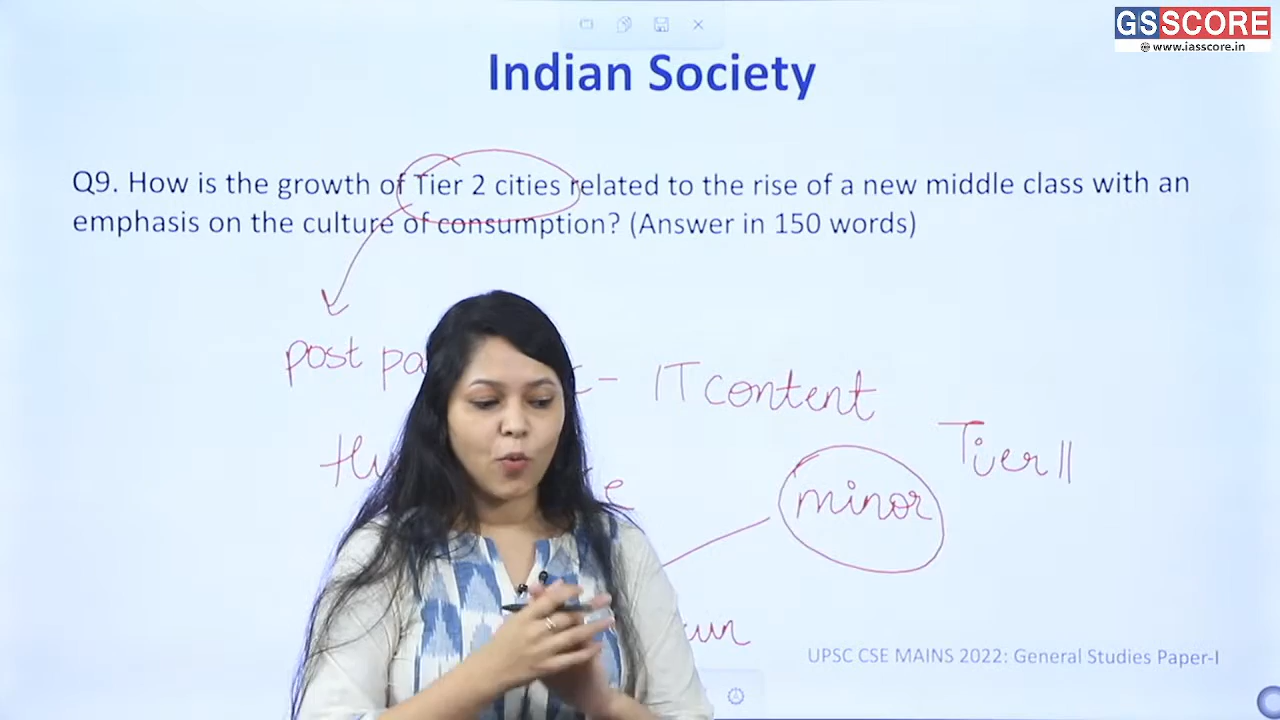 GSSCORE
www.iasscore.in
Indian Society
Q9. How is the growth of Tier 2 cities related to the rise of a new middle class with an
emphasis on the culture of consumption? (Answer in 150 words)
post
IT content
Tier II
minor
UPSC CSE MAINS 2022: General Studies Paper-I